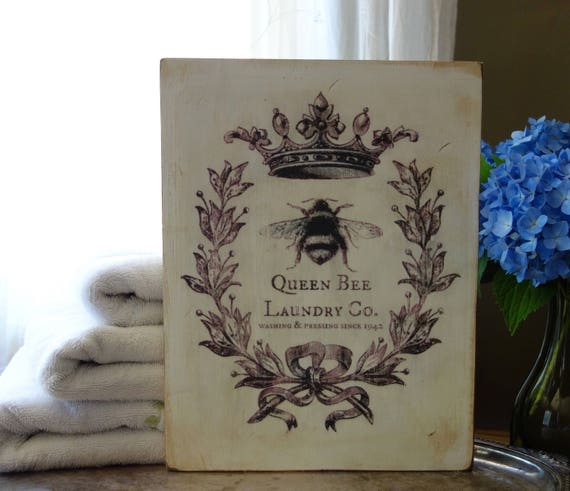 Queen Bee
Laundry Co.
washing & pressing since 1942